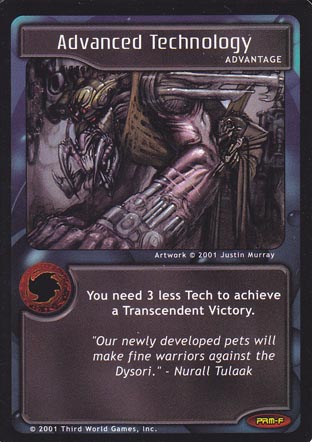 Advanced Technology
ADVANTAGE
Artwork © 2001 Justin Murray
You need 3 less Tech to achieve
a Transcendent Victory.
"Our newly developed pets will
make fine warriors against the
Dysori." - Nurall Tulaak
© 2001 Third World Games, Inc.
PRM-F